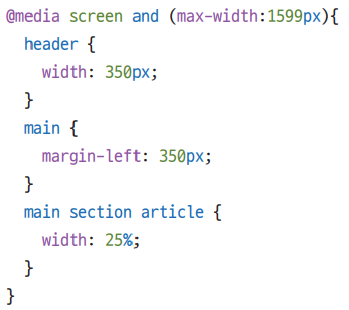 @media screen and (max-width:1599px){
  header {
    width: 350px;
  }
  main {
    margin-left: 350px;
  }
  main section article {
    width: 25%;
  }
}